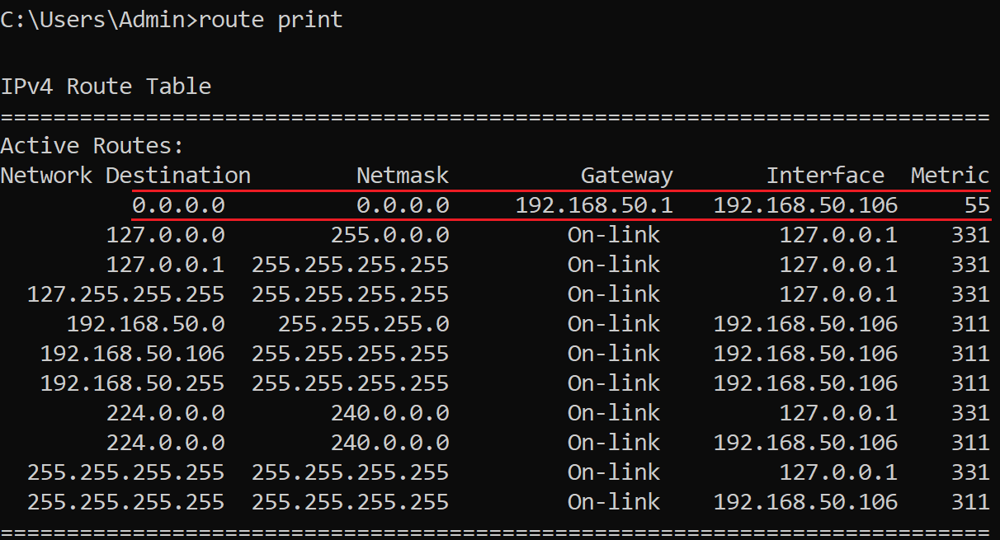 C:\Users\Admin>route print
IPv4 Route Table
===========================================================================
Active Routes:
Network Destination        Netmask          Gateway       Interface  Metric
          0.0.0.0          0.0.0.0     192.168.50.1   192.168.50.106     55
        127.0.0.0        255.0.0.0         On-link         127.0.0.1    331
        127.0.0.1  255.255.255.255         On-link         127.0.0.1    331
  127.255.255.255  255.255.255.255         On-link         127.0.0.1    331
     192.168.50.0    255.255.255.0         On-link    192.168.50.106    311
   192.168.50.106  255.255.255.255         On-link    192.168.50.106    311
   192.168.50.255  255.255.255.255         On-link    192.168.50.106    311
        224.0.0.0        240.0.0.0         On-link         127.0.0.1    331
        224.0.0.0        240.0.0.0         On-link    192.168.50.106    311
  255.255.255.255  255.255.255.255         On-link         127.0.0.1    331
  255.255.255.255  255.255.255.255         On-link    192.168.50.106    311
===========================================================================